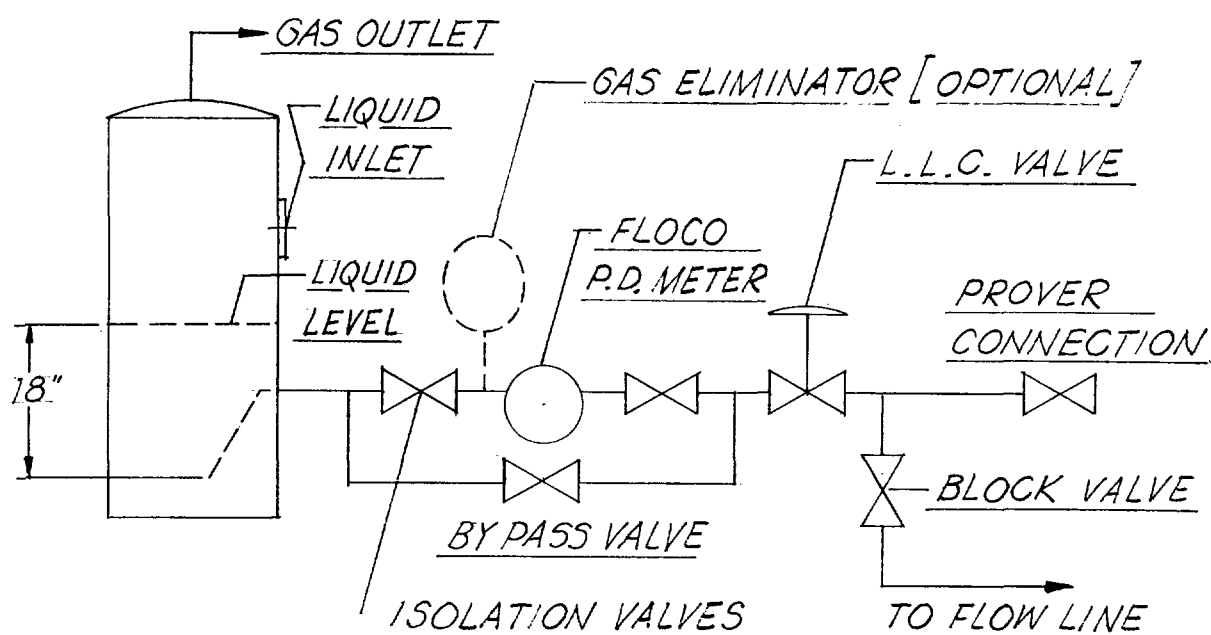 GAS OUTLET
GAS ELIMINATOR [OPTIONAL]
LIQUID
INLET
L.L.C. VALVE
FLOCO
P.D. METER
LIQUID
LEVEL
PROVER
CONNECTION
18"
BLOCK VALVE
BY PASS VALVE
ISOLATION VALVES
TO FLOW LINE